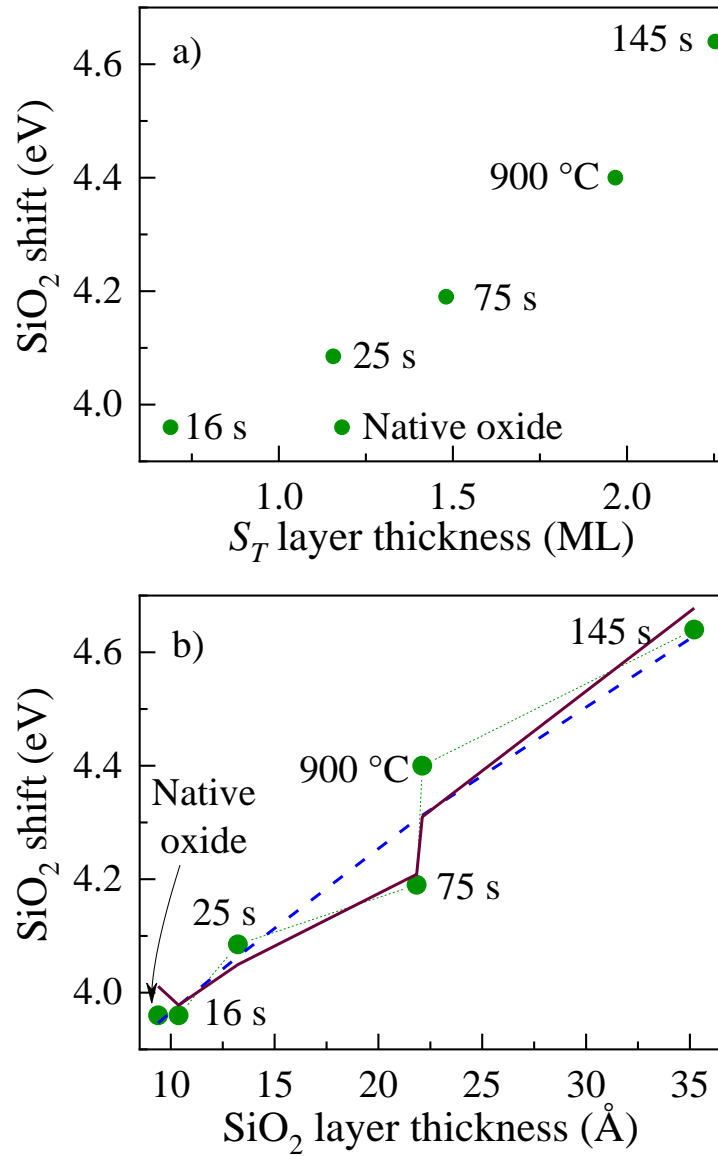 a)
145 s
4.6
900 °C
4.4
75 s
4.2
25 s
4.0
16 s
Native oxide
SiO₂ shift (eV)
1.0 1.5 2.0
S_T layer thickness (ML)
b)
145 s
4.6
900 °C
4.4
Native
oxide
75 s
4.2
25 s
4.0
16 s
SiO₂ shift (eV)
10 15 20 25 30 35
SiO₂ layer thickness (Å)